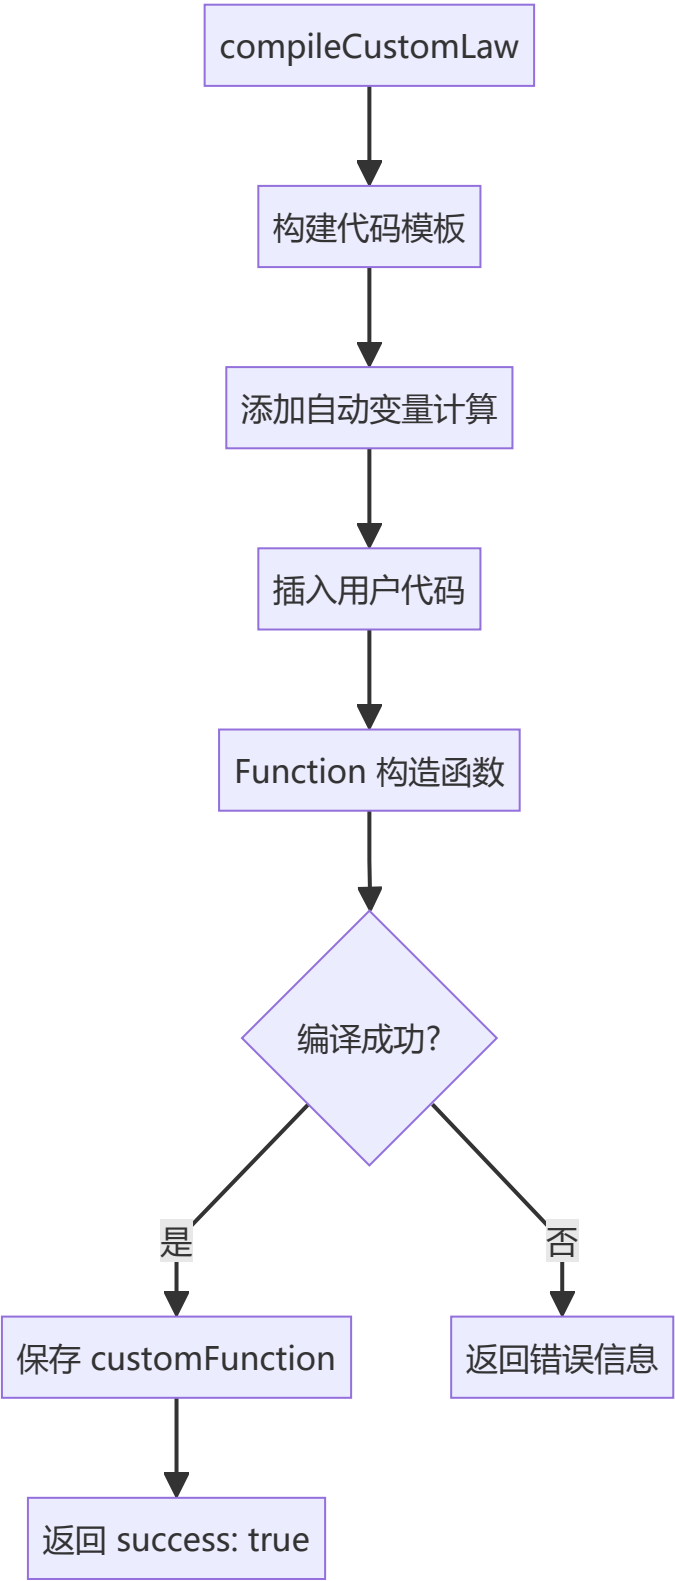 compileCustomLaw
构建代码模板
添加自动变量计算
插入用户代码
Function 构造函数
编译成功?
是
否
保存 customFunction
返回错误信息
返回 success: true